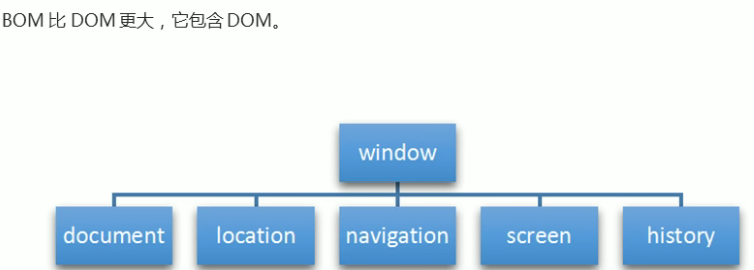 BOM 比 DOM 更大，它包含 DOM。
window
document location navigation screen history